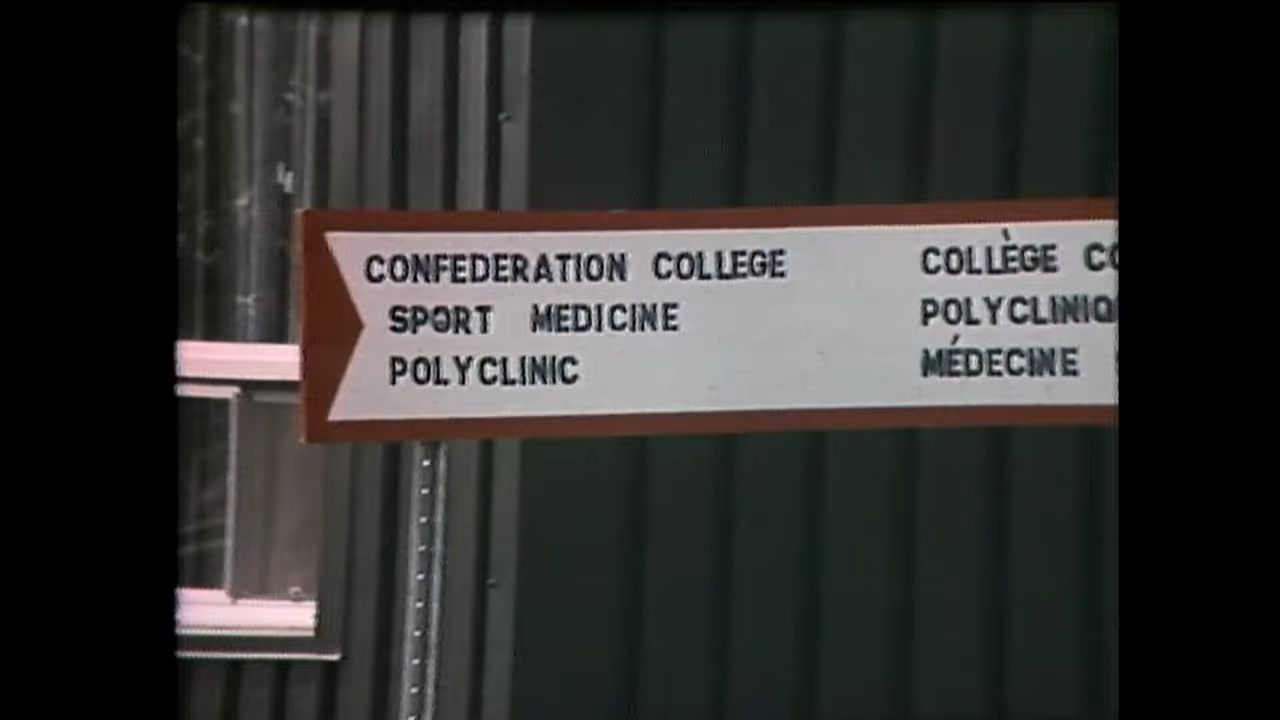 CONFEDERATION COLLEGE
SPORT MEDICINE
POLYCLINIC
COLLÈGE
MÉDECINE